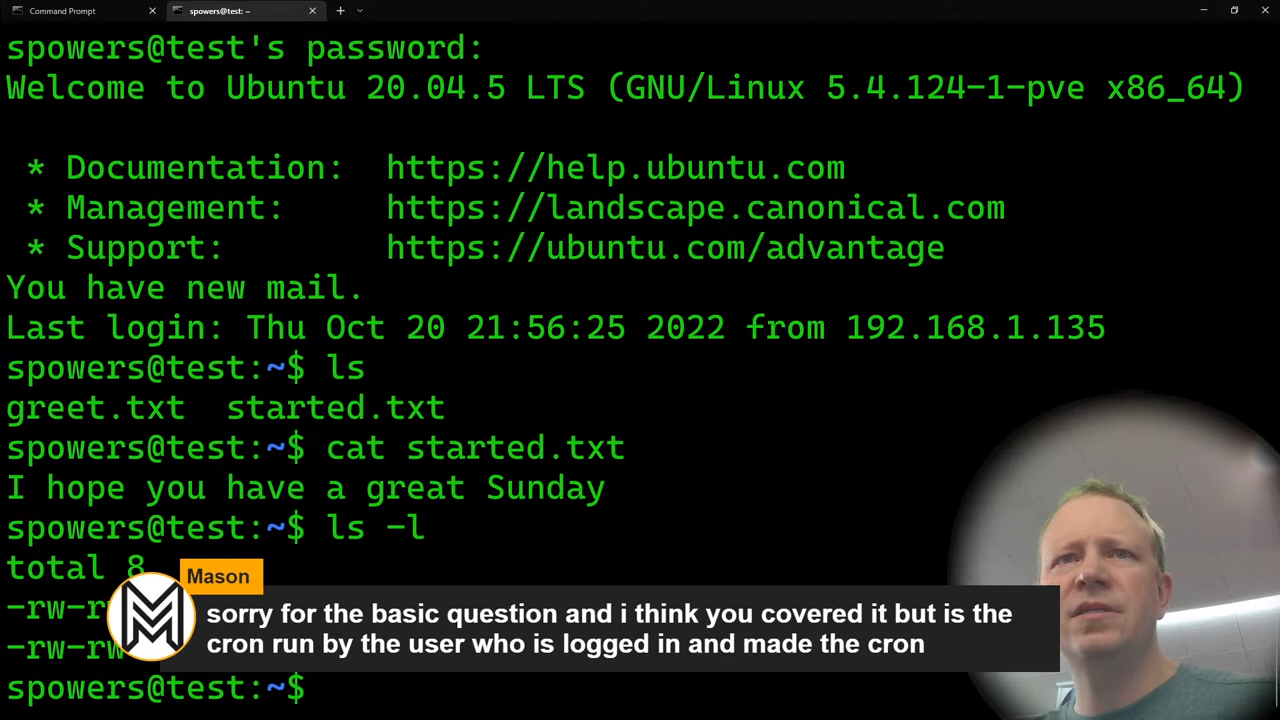 Command Prompt
spowers@test: ~
spowers@test's password:
Welcome to Ubuntu 20.04.5 LTS (GNU/Linux 5.4.124-1-pve x86_64)
* Documentation: https://help.ubuntu.com
* Management: https://landscape.canonical.com
* Support: https://ubuntu.com/advantage
You have new mail.
Last login: Thu Oct 20 21:56:25 2022 from 192.168.1.135
spowers@test:~$ ls
greet.txt started.txt
spowers@test:~$ cat started.txt
I hope you have a great Sunday
spowers@test:~$ ls -l
total 8
Mason
sorry for the basic question and i think you covered it but is the
cron run by the user who is logged in and made the cron
spowers@test:~$